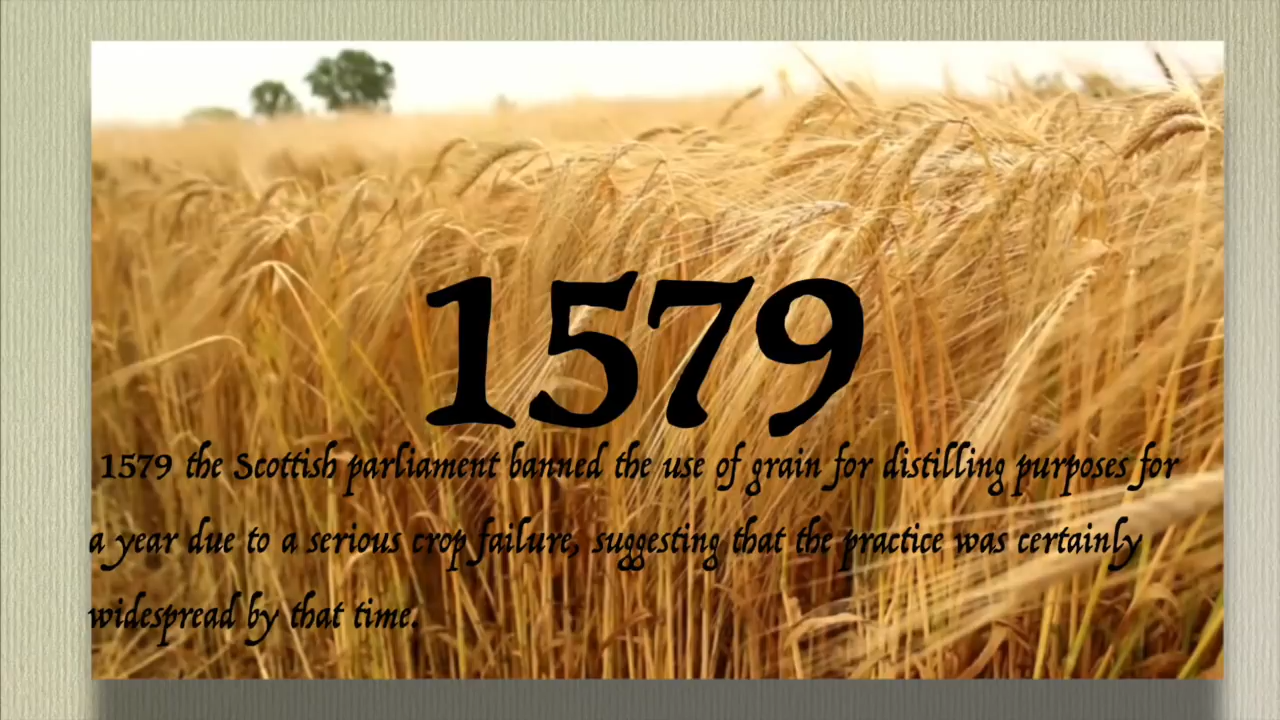 1579
1579 the Scottish parliament banned the use of grain for distilling purposes for
a year due to a serious crop failure, suggesting that the practice was certainly
widespread by that time.